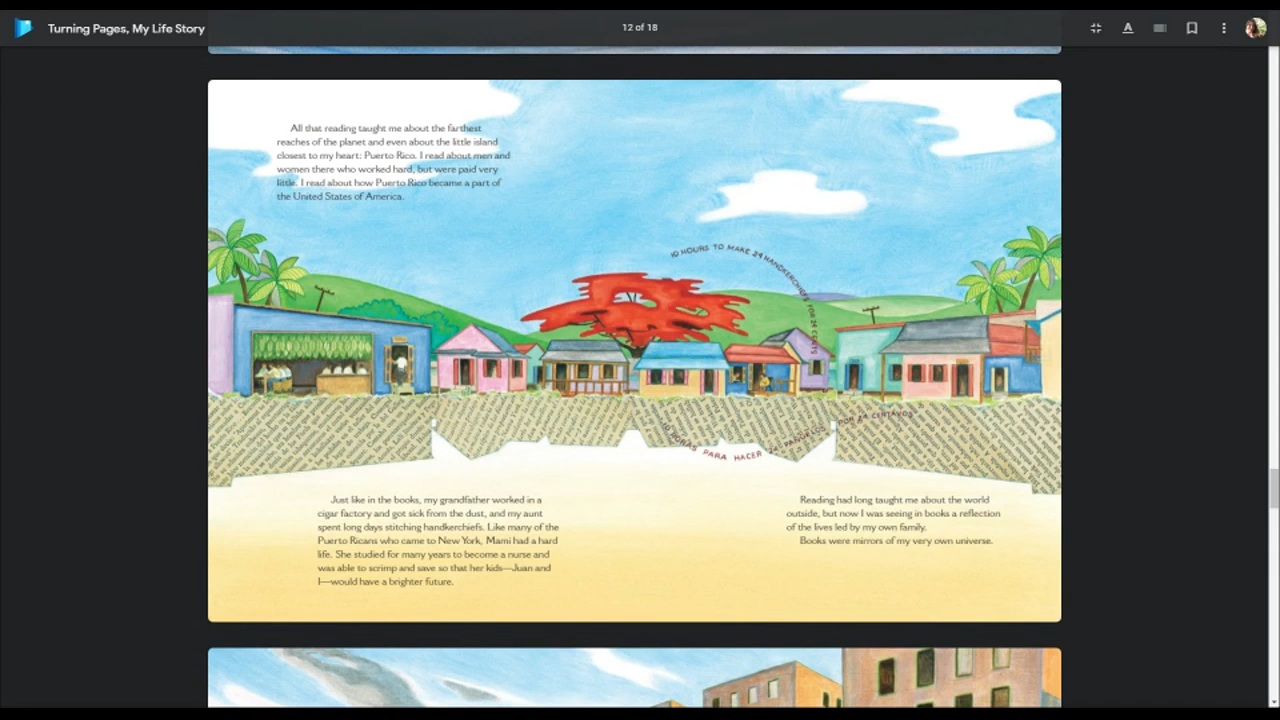 Turning Pages, My Life Story
12 of 18
All that reading taught me about the farthest
reaches of the planet and even about the little island
closest to my heart: Puerto Rico. I read about men and
women there who worked hard, but were paid very
little. I read about how Puerto Rico became a part of
the United States of America.
10 HOURS TO MAKE 24 HANDKERCHIEFS FOR 24 CENTS
10 HORAS PARA HACER 24 PAÑUELOS POR 24 CENTAVOS
Just like in the books, my grandfather worked in a
cigar factory and got sick from the dust, and my aunt
spent long days stitching handkerchiefs. Like many of the
Puerto Ricans who came to New York, Mami had a hard
life. She studied for many years to become a nurse and
was able to scrimp and save so that her kids—Juan and
I—would have a brighter future.
Reading had long taught me about the world
outside, but now I was seeing in books a reflection
of the lives led by my own family.
Books were mirrors of my very own universe.